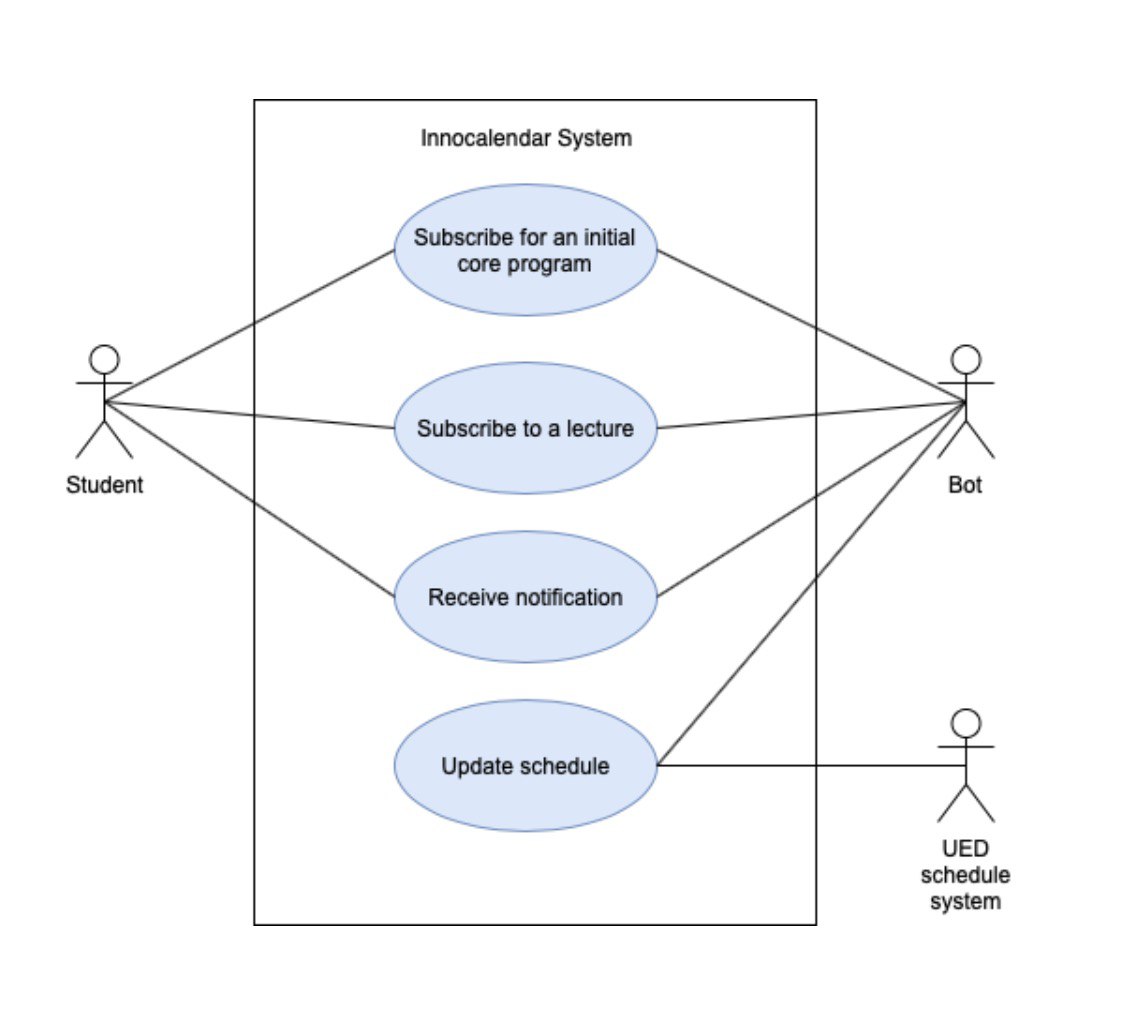 Innocalendar System
Subscribe for an initial
core program
Subscribe to a lecture
Student
Bot
Receive notification
Update schedule
UED
schedule
system